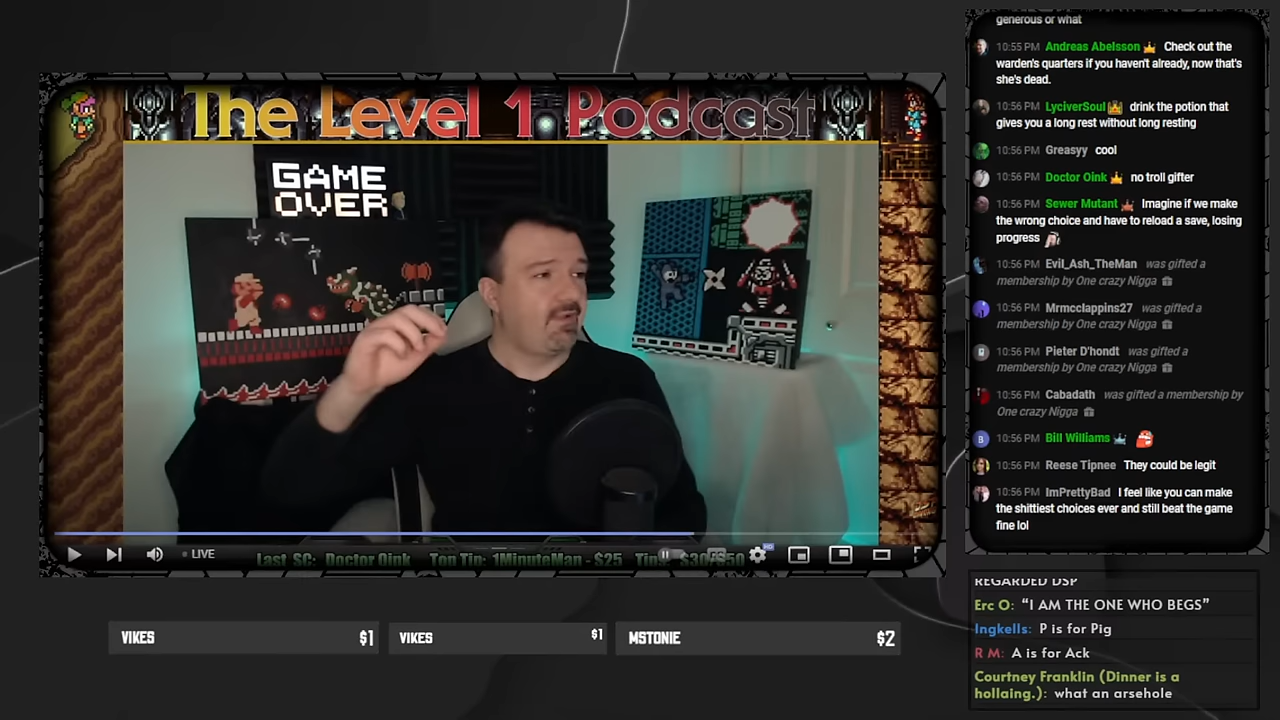 The Level 1 Podcast
GAME
OVER
LIVE
Last SC: Doctor Oink Top Tip: 1MinuteMan - $25
VIKES $1
VIKES $1
MSTONIE $2
generous or what
10:55 PM Andreas Abelsson Check out the
warden's quarters if you haven't already, now that's
she's dead.
10:56 PM LyciverSoul drink the potion that
gives you a long rest without long resting
10:56 PM Greasyy cool
10:56 PM Doctor Oink no troll gifter
10:56 PM Sewer Mutant Imagine if we make
the wrong choice and have to reload a save, losing
progress
10:56 PM Evil_Ash_TheMan was gifted a
membership by One crazy Nigga
10:56 PM Mrmcclappins27 was gifted a
membership by One crazy Nigga
10:56 PM Pieter D'hondt was gifted a
membership by One crazy Nigga
10:56 PM Cabadath was gifted a membership by
One crazy Nigga
10:56 PM Bill Williams
10:56 PM Reese Tipnee They could be legit
10:56 PM ImPrettyBad I feel like you can make
the shittiest choices ever and still beat the game
fine lol
REGARDED DSP
Erc O: “I AM THE ONE WHO BEGS”
Ingkells: P is for Pig
R M: A is for Ack
Courtney Franklin (Dinner is a
hollaing.): what an arsehole